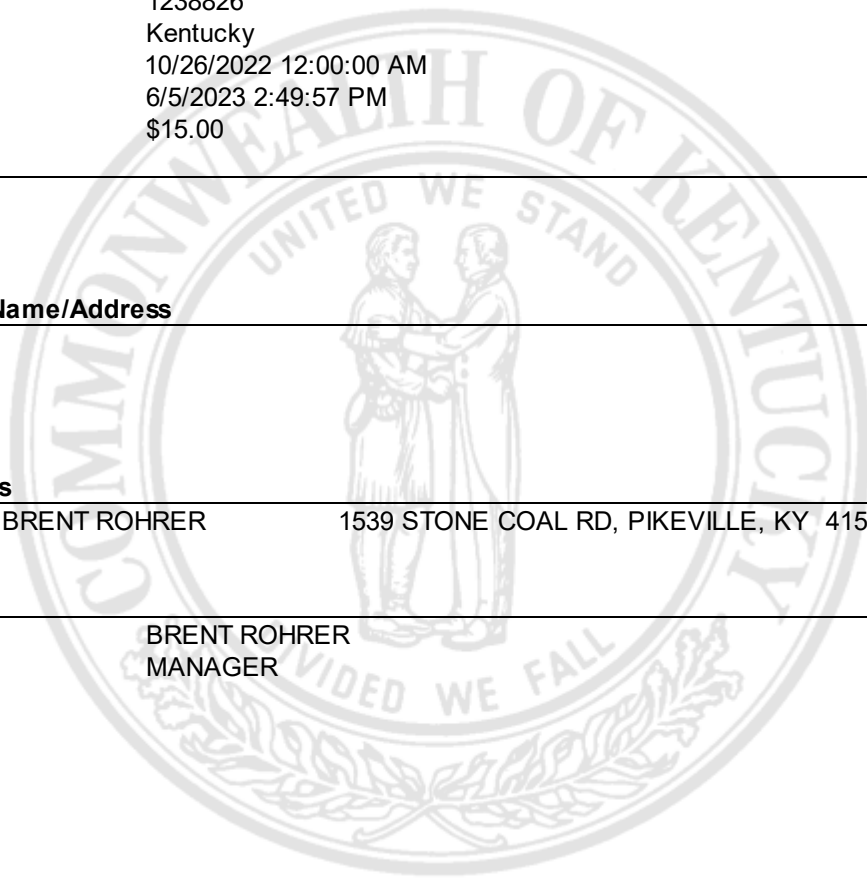 1238826
Kentucky
10/26/2022 12:00:00 AM
6/5/2023 2:49:57 PM
$15.00
COMMONWEALTH OF KENTUCKY
UNITED WE STAND
Name/Address
s
BRENT ROHRER 1539 STONE COAL RD, PIKEVILLE, KY 415
BRENT ROHRER
MANAGER
DIVIDED WE FALL